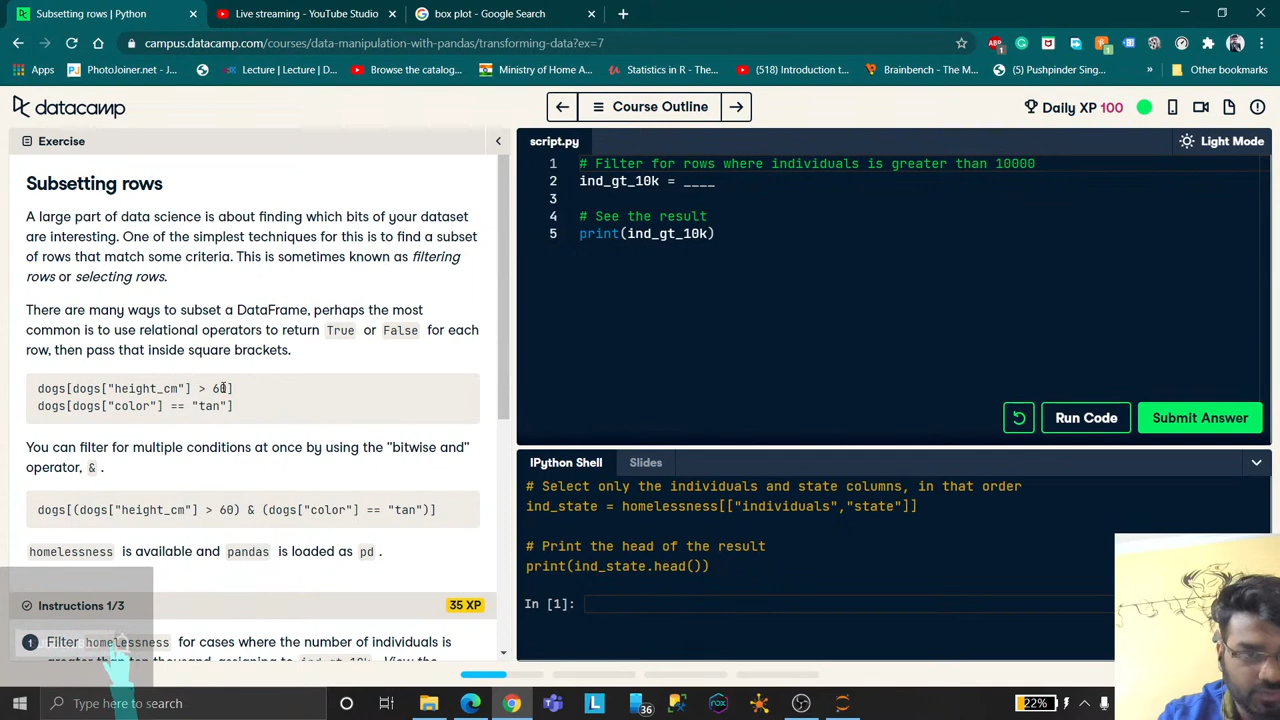 Subsetting rows | Python
Live streaming - YouTube Studio
box plot - Google Search
campus.datacamp.com/courses/data-manipulation-with-pandas/transforming-data?ex=7
Apps
PhotoJoiner.net - J...
Lecture | Lecture | D...
Browse the catalog...
Ministry of Home A...
Statistics in R - The...
(518) Introduction t...
Brainbench - The M...
(5) Pushpinder Sing...
»
Other bookmarks
datacamp
Course Outline
Daily XP 100
Exercise
script.py
Light Mode
Subsetting rows
A large part of data science is about finding which bits of your dataset
are interesting. One of the simplest techniques for this is to find a subset
of rows that match some criteria. This is sometimes known as filtering
rows or selecting rows.
There are many ways to subset a DataFrame, perhaps the most
common is to use relational operators to return True or False for each
row, then pass that inside square brackets.
dogs[dogs["height_cm"] > 60]
dogs[dogs["color"] == "tan"]
You can filter for multiple conditions at once by using the "bitwise and"
operator, & .
dogs[(dogs["height_cm"] > 60) & (dogs["color"] == "tan")]
homelessness is available and pandas is loaded as pd .
Instructions 1/3
35 XP
1 Filter homelessness for cases where the number of individuals is
greater than ten thousand, assigning to ind_gt_10k. View the
1 # Filter for rows where individuals is greater than 10000
2 ind_gt_10k = ____
3
4 # See the result
5 print(ind_gt_10k)
Run Code
Submit Answer
IPython Shell
Slides
# Select only the individuals and state columns, in that order
ind_state = homelessness[["individuals","state"]]
# Print the head of the result
print(ind_state.head())
In [1]:
Type here to search
36
22%